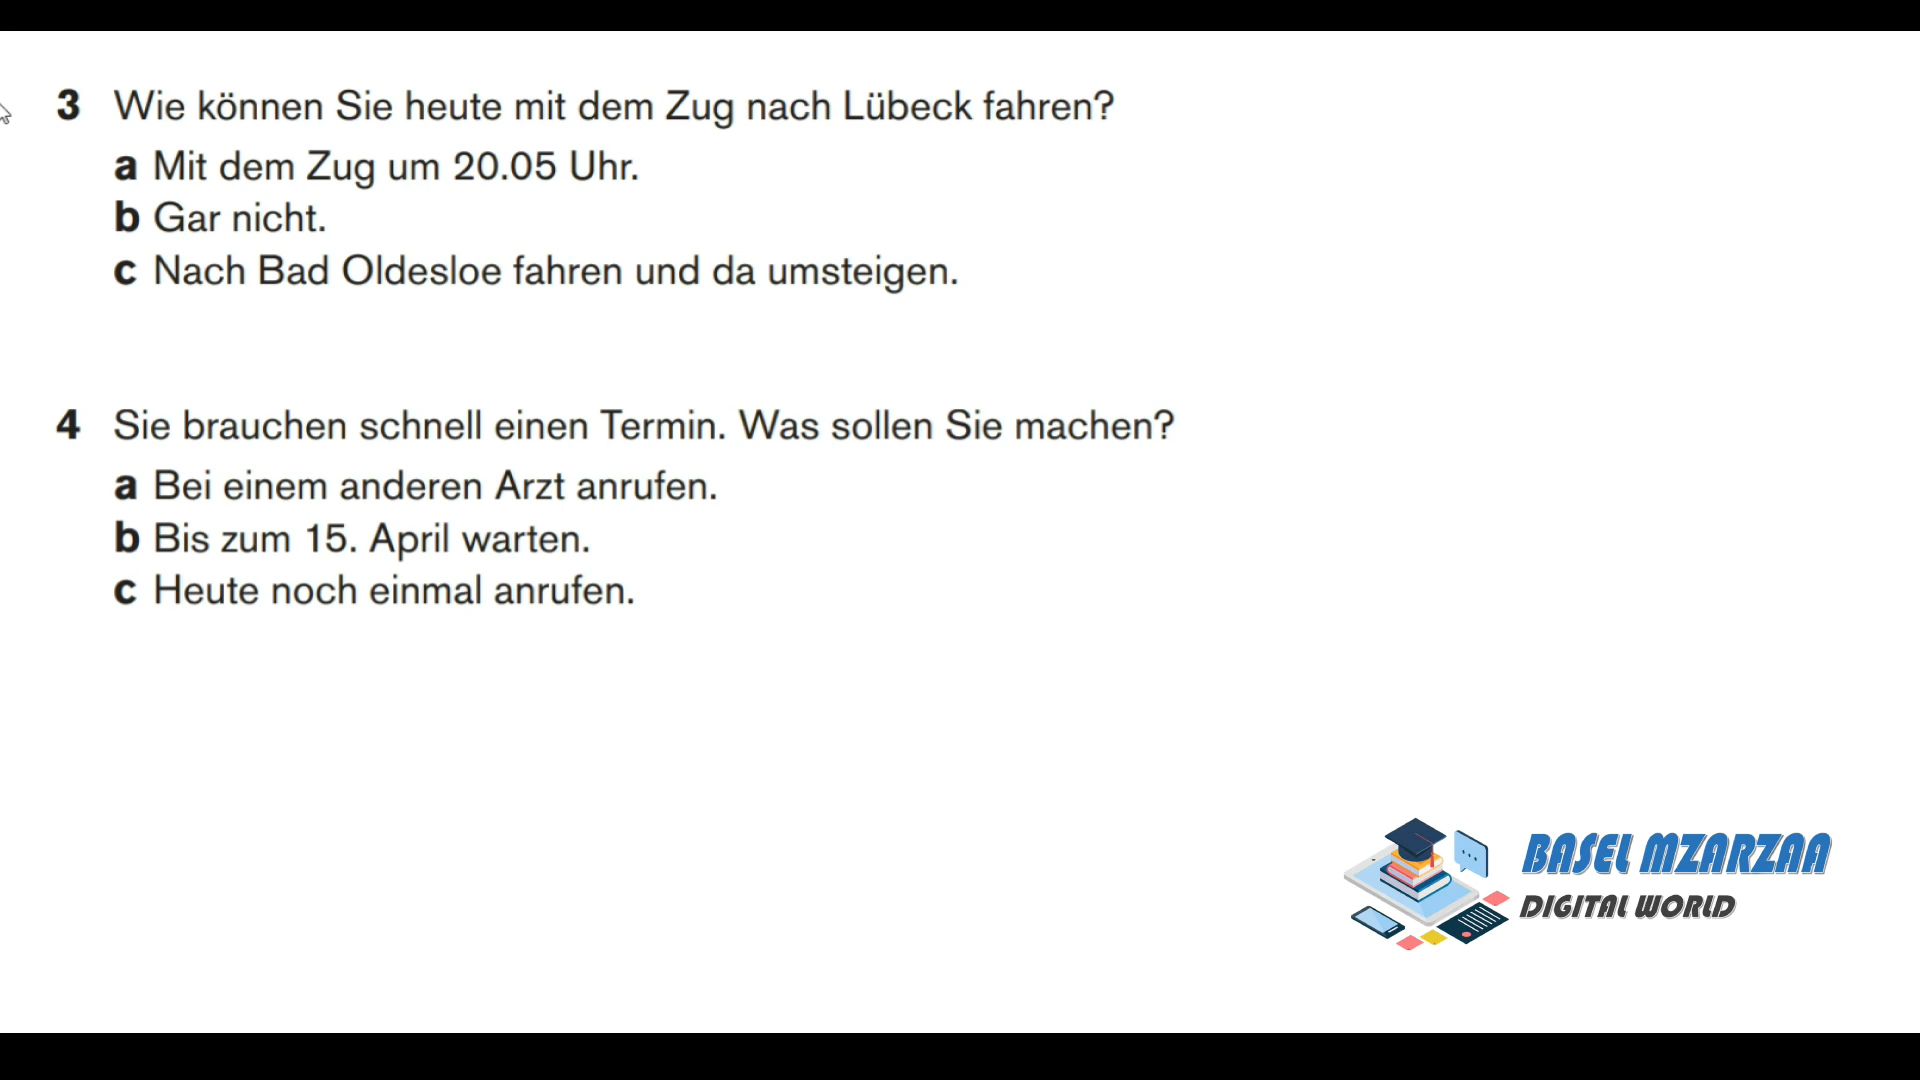 3 Wie können Sie heute mit dem Zug nach Lübeck fahren?
a Mit dem Zug um 20.05 Uhr.
b Gar nicht.
c Nach Bad Oldesloe fahren und da umsteigen.
4 Sie brauchen schnell einen Termin. Was sollen Sie machen?
a Bei einem anderen Arzt anrufen.
b Bis zum 15. April warten.
c Heute noch einmal anrufen.
BASEL MZARZAA
DIGITAL WORLD